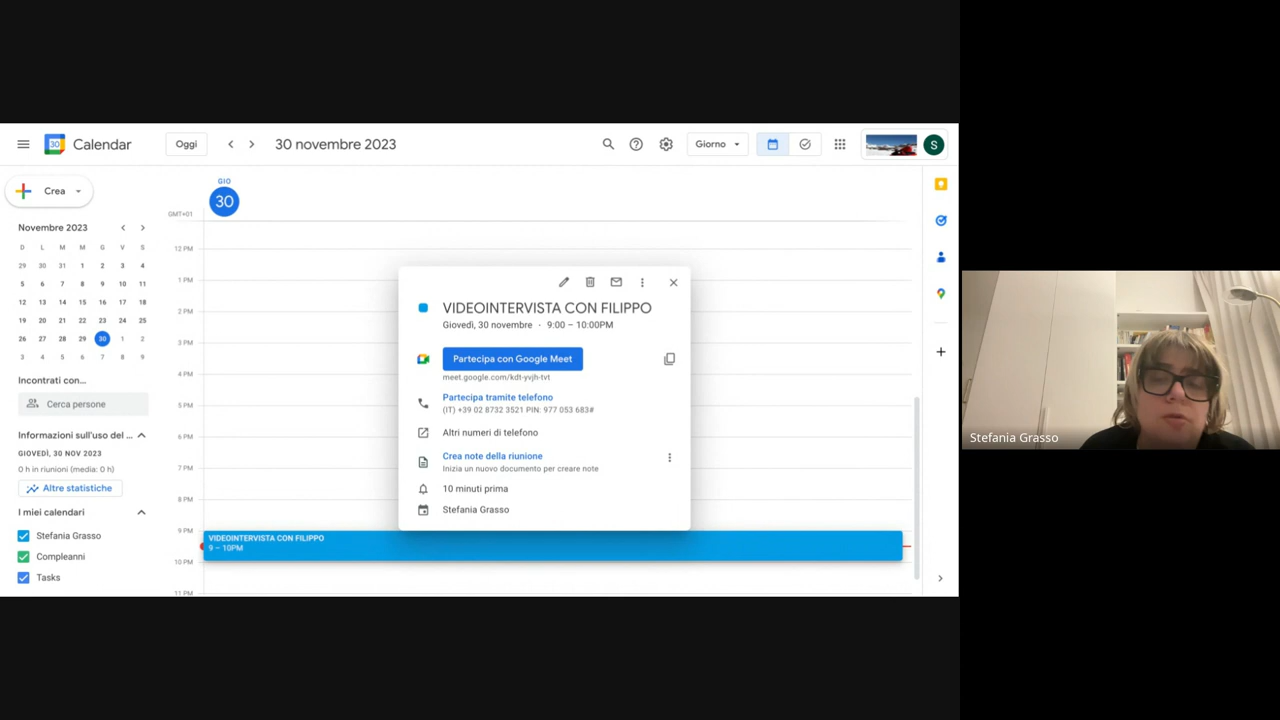 Calendar
Oggi
30 novembre 2023
Giorno
S
Crea
GIO
30
GMT+01
Novembre 2023
D L M M G V S
29 30 31 1 2 3 4
5 6 7 8 9 10 11
12 13 14 15 16 17 18
19 20 21 22 23 24 25
26 27 28 29 30 1 2
3 4 5 6 7 8 9
Incontrati con...
Cerca persone
Informazioni sull'uso del ...
GIOVEDÌ, 30 NOV 2023
0 h in riunioni (media: 0 h)
Altre statistiche
I miei calendari
Stefania Grasso
Compleanni
Tasks
12 PM
1 PM
2 PM
3 PM
4 PM
5 PM
6 PM
7 PM
8 PM
9 PM
10 PM
11 PM
VIDEOINTERVISTA CON FILIPPO
Giovedì, 30 novembre · 9:00 – 10:00PM
Partecipa con Google Meet
meet.google.com/kdt-yvjh-tvt
Partecipa tramite telefono
(IT) +39 02 8732 3521 PIN: 977 053 683#
Altri numeri di telefono
Crea note della riunione
Inizia un nuovo documento per creare note
10 minuti prima
Stefania Grasso
VIDEOINTERVISTA CON FILIPPO
9 – 10PM
Stefania Grasso